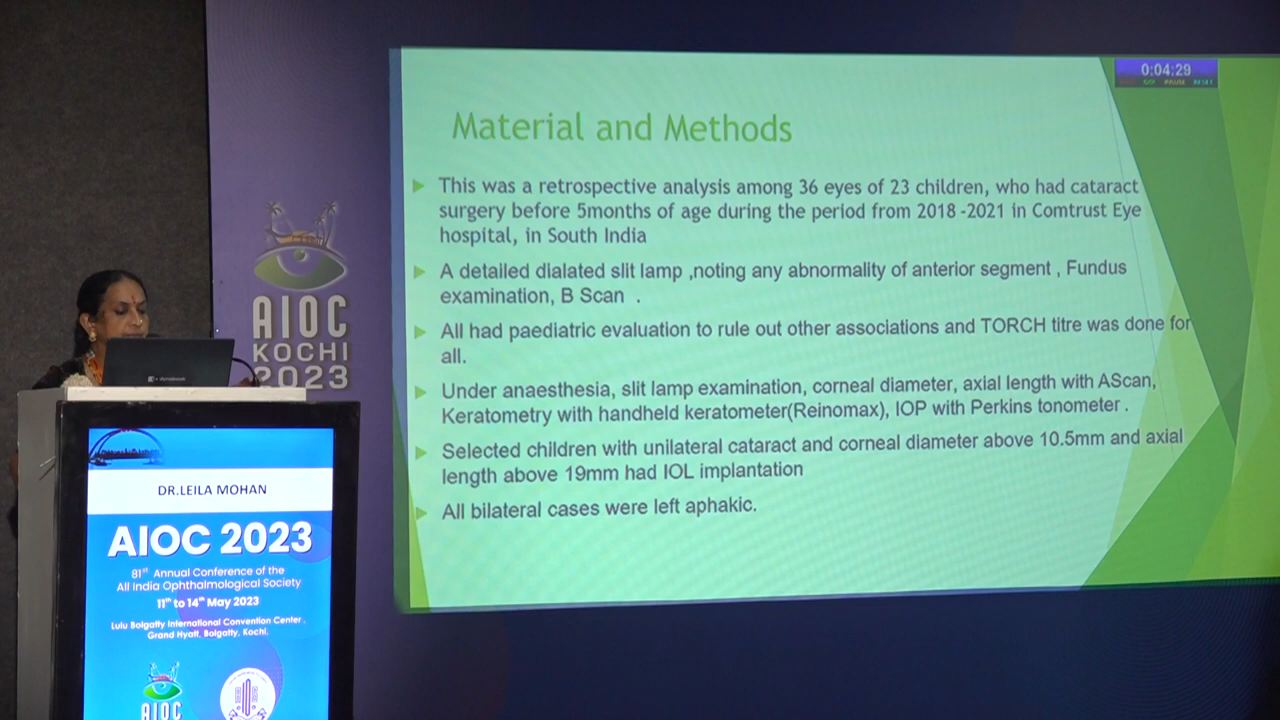 0:04:29
Material and Methods
This was a retrospective analysis among 36 eyes of 23 children, who had cataract
surgery before 5months of age during the period from 2018 -2021 in Comtrust Eye
hospital, in South India
A detailed dialated slit lamp ,noting any abnormality of anterior segment , Fundus
examination, B Scan .
All had paediatric evaluation to rule out other associations and TORCH titre was done for
all.
Under anaesthesia, slit lamp examination, corneal diameter, axial length with AScan,
Keratometry with handheld keratometer(Reinomax), IOP with Perkins tonometer .
Selected children with unilateral cataract and corneal diameter above 10.5mm and axial
length above 19mm had IOL implantation
All bilateral cases were left aphakic.
AIOC
KOCHI
2023
DR.LEILA MOHAN
AIOC 2023
81st Annual Conference of the
All India Ophthalmological Society
11th to 14th May 2023
Lulu Bolgatty International Convention Center ,
Grand Hyatt, Bolgatty, Kochi.
AIOC